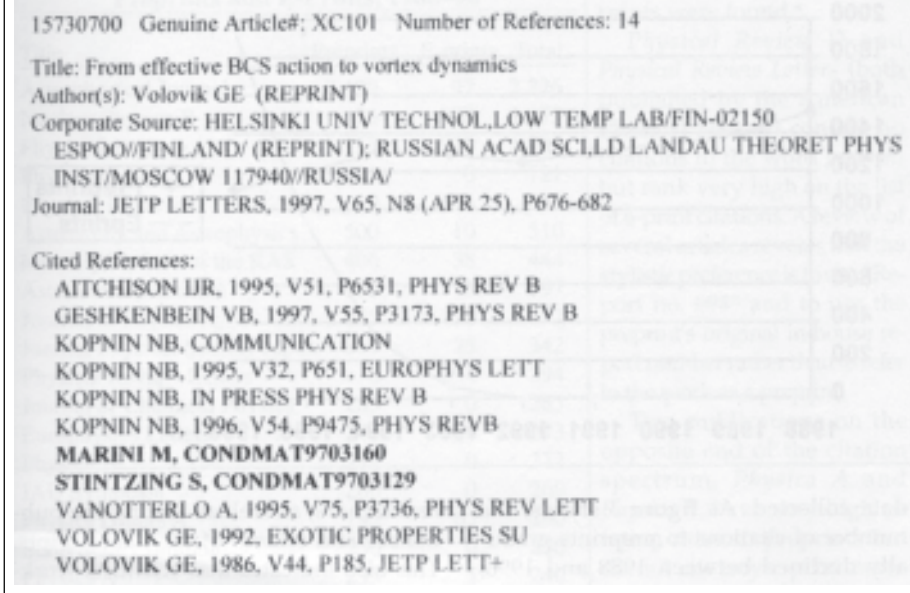 15730700 Genuine Article#; XC101 Number of References: 14
Title: From effective BCS action to vortex dynamics
Author(s): Volovik GE (REPRINT)
Corporate Source: HELSINKI UNIV TECHNOL,LOW TEMP LAB/FIN-02150
ESPOO//FINLAND/ (REPRINT); RUSSIAN ACAD SCI,LD LANDAU THEORET PHYS
INST/MOSCOW 117940//RUSSIA/
Journal: JETP LETTERS, 1997, V65, N8 (APR 25), P676-682
Cited References:
AITCHISON IJR, 1995, V51, P6531, PHYS REV B
GESHKENBEIN VB, 1997, V55, P3173, PHYS REV B
KOPNIN NB, COMMUNICATION
KOPNIN NB, 1995, V32, P651, EUROPHYS LETT
KOPNIN NB, IN PRESS PHYS REV B
KOPNIN NB, 1996, V54, P9475, PHYS REVB
MARINI M, CONDMAT9703160
STINTZING S, CONDMAT9703129
VANOTTERLO A, 1995, V75, P3736, PHYS REV LETT
VOLOVIK GE, 1992, EXOTIC PROPERTIES SU
VOLOVIK GE, 1986, V44, P185, JETP LETT+